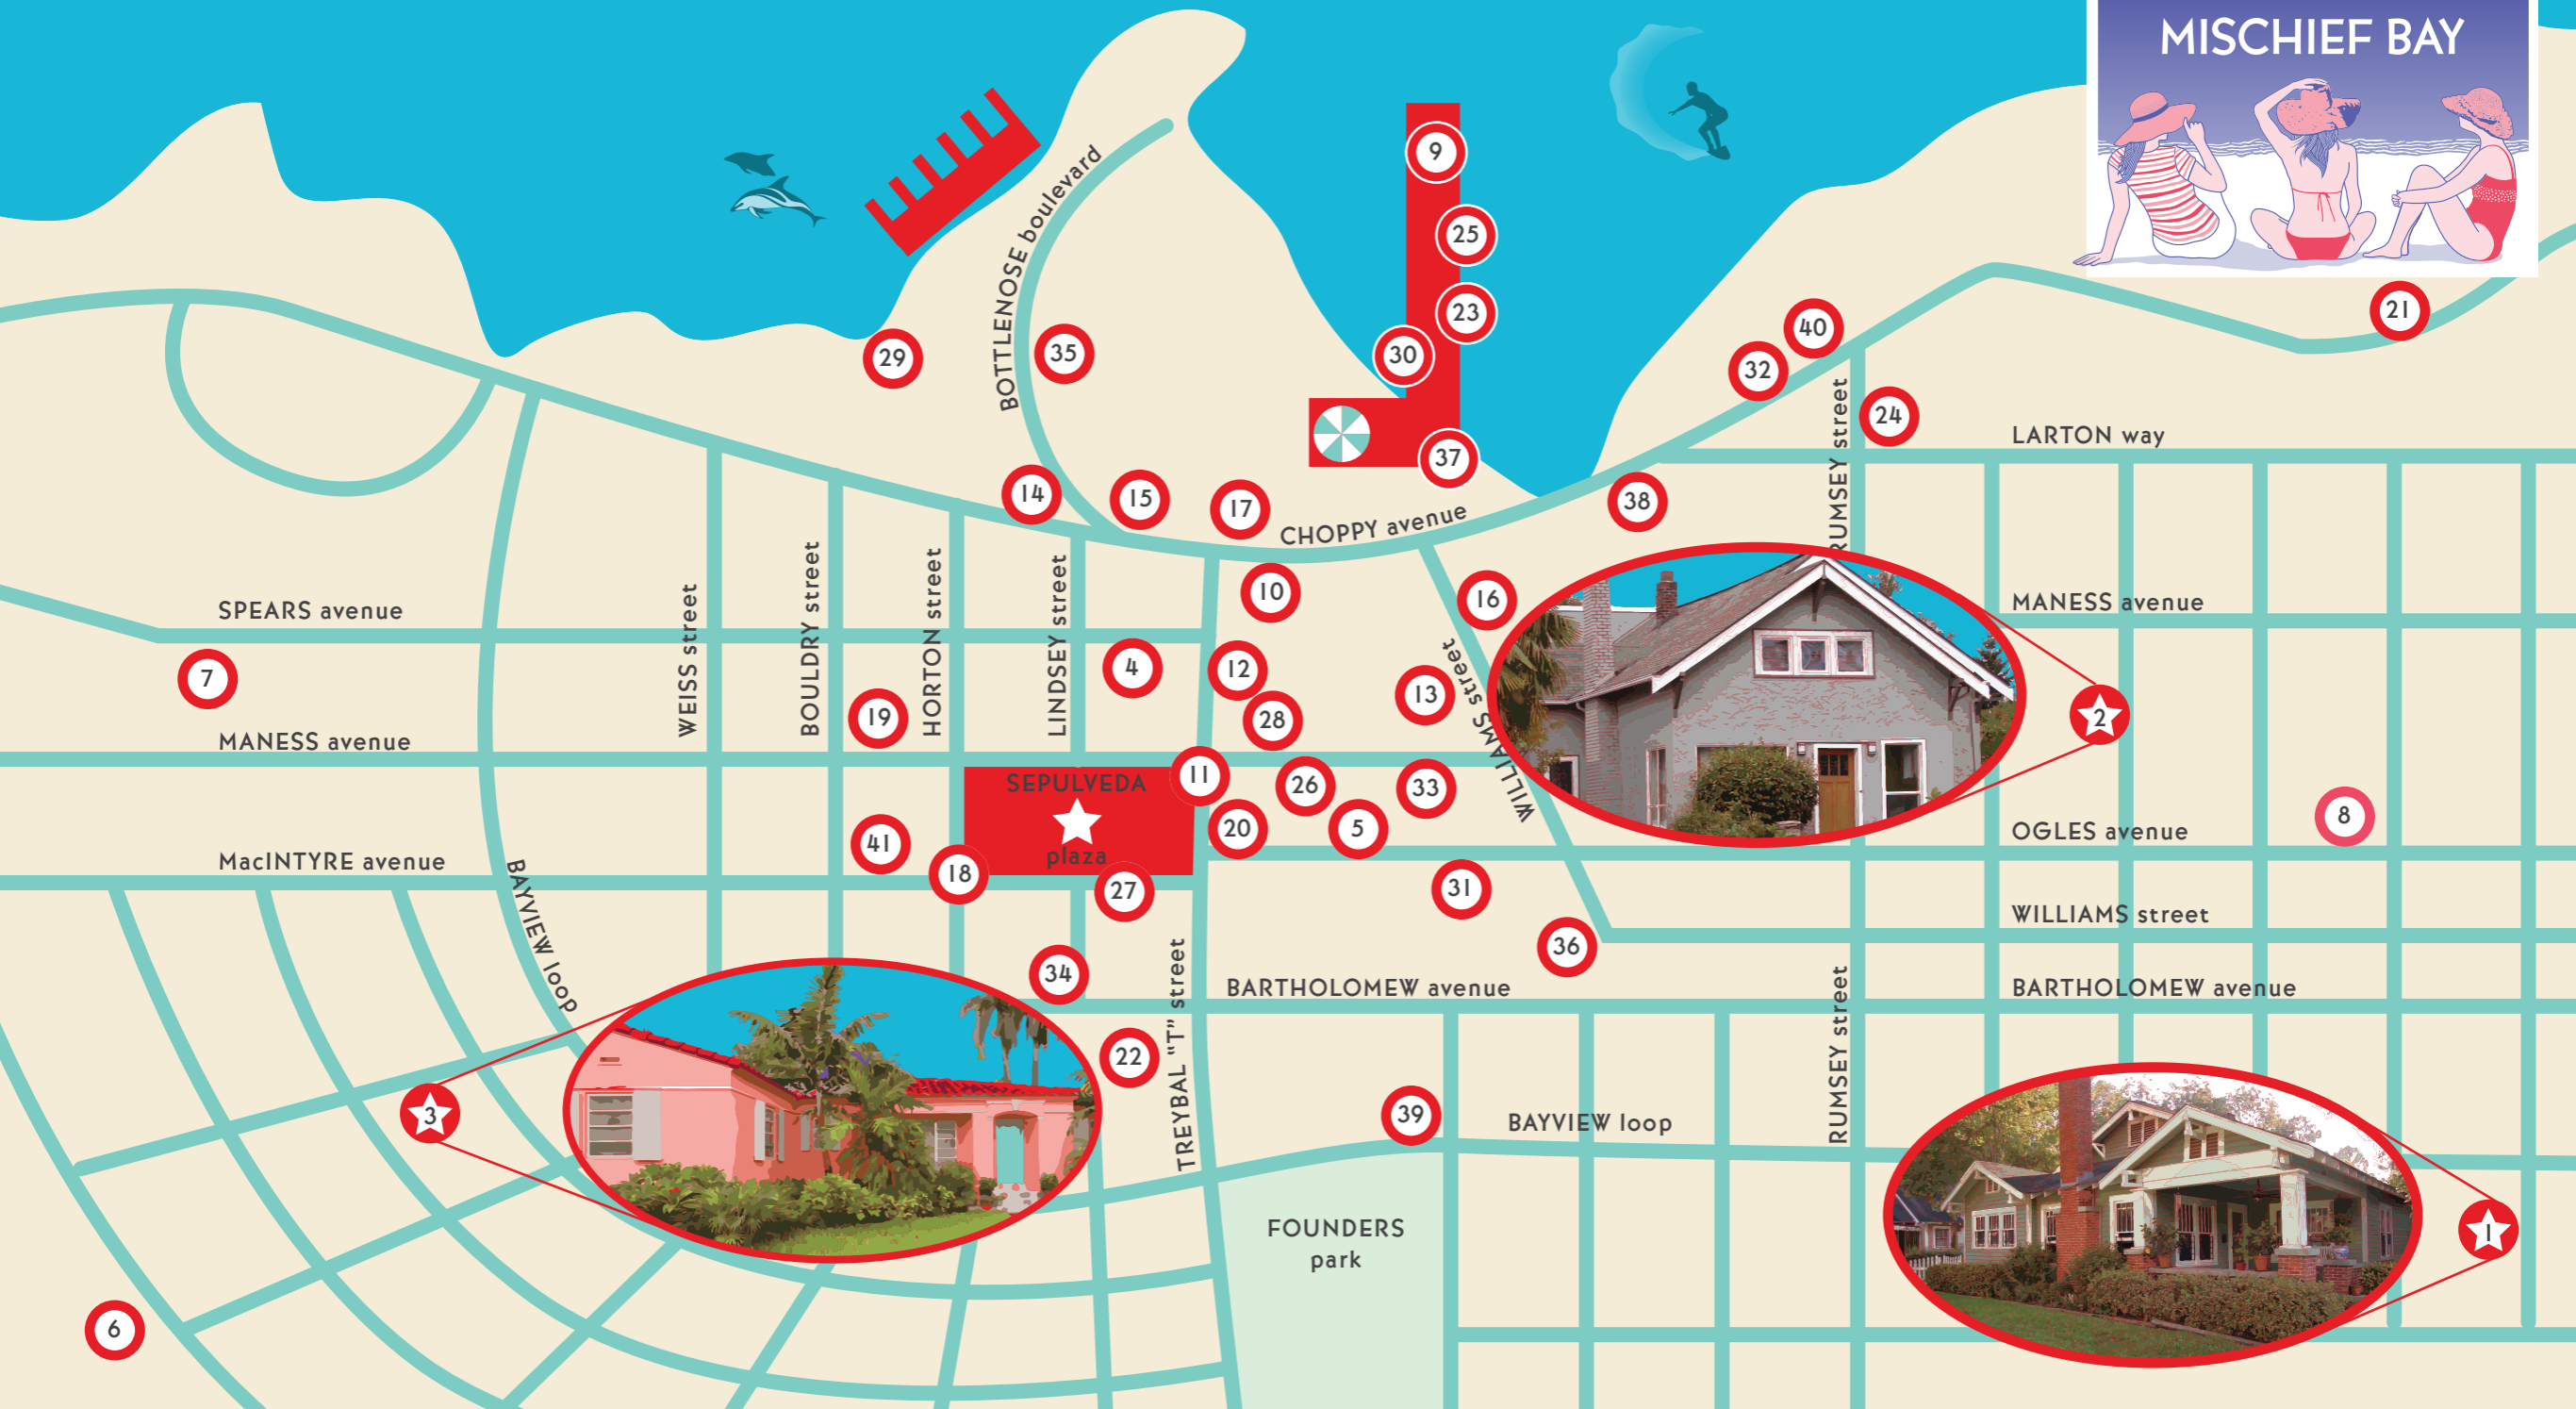 MISCHIEF BAY
9
BOTTLENOSE boulevard
25
21
23
40
29
35
30
32
24
RUMSEY street
LARTON way
37
14
15
17
38
CHOPPY avenue
10
16
SPEARS avenue
MANESS avenue
7
4
12
13
WILLIAMS street
WEISS street
BOULDRY street
HORTON street
LINDSEY street
19
28
2
MANESS avenue
SEPULVEDA
plaza
11
26
33
20
5
8
OGLES avenue
41
MacINTYRE avenue
BAYVIEW loop
18
27
31
WILLIAMS street
36
34
BARTHOLOMEW avenue
BARTHOLOMEW avenue
22
TREYBAL "T" street
RUMSEY street
3
39
BAYVIEW loop
FOUNDERS
park
1
6